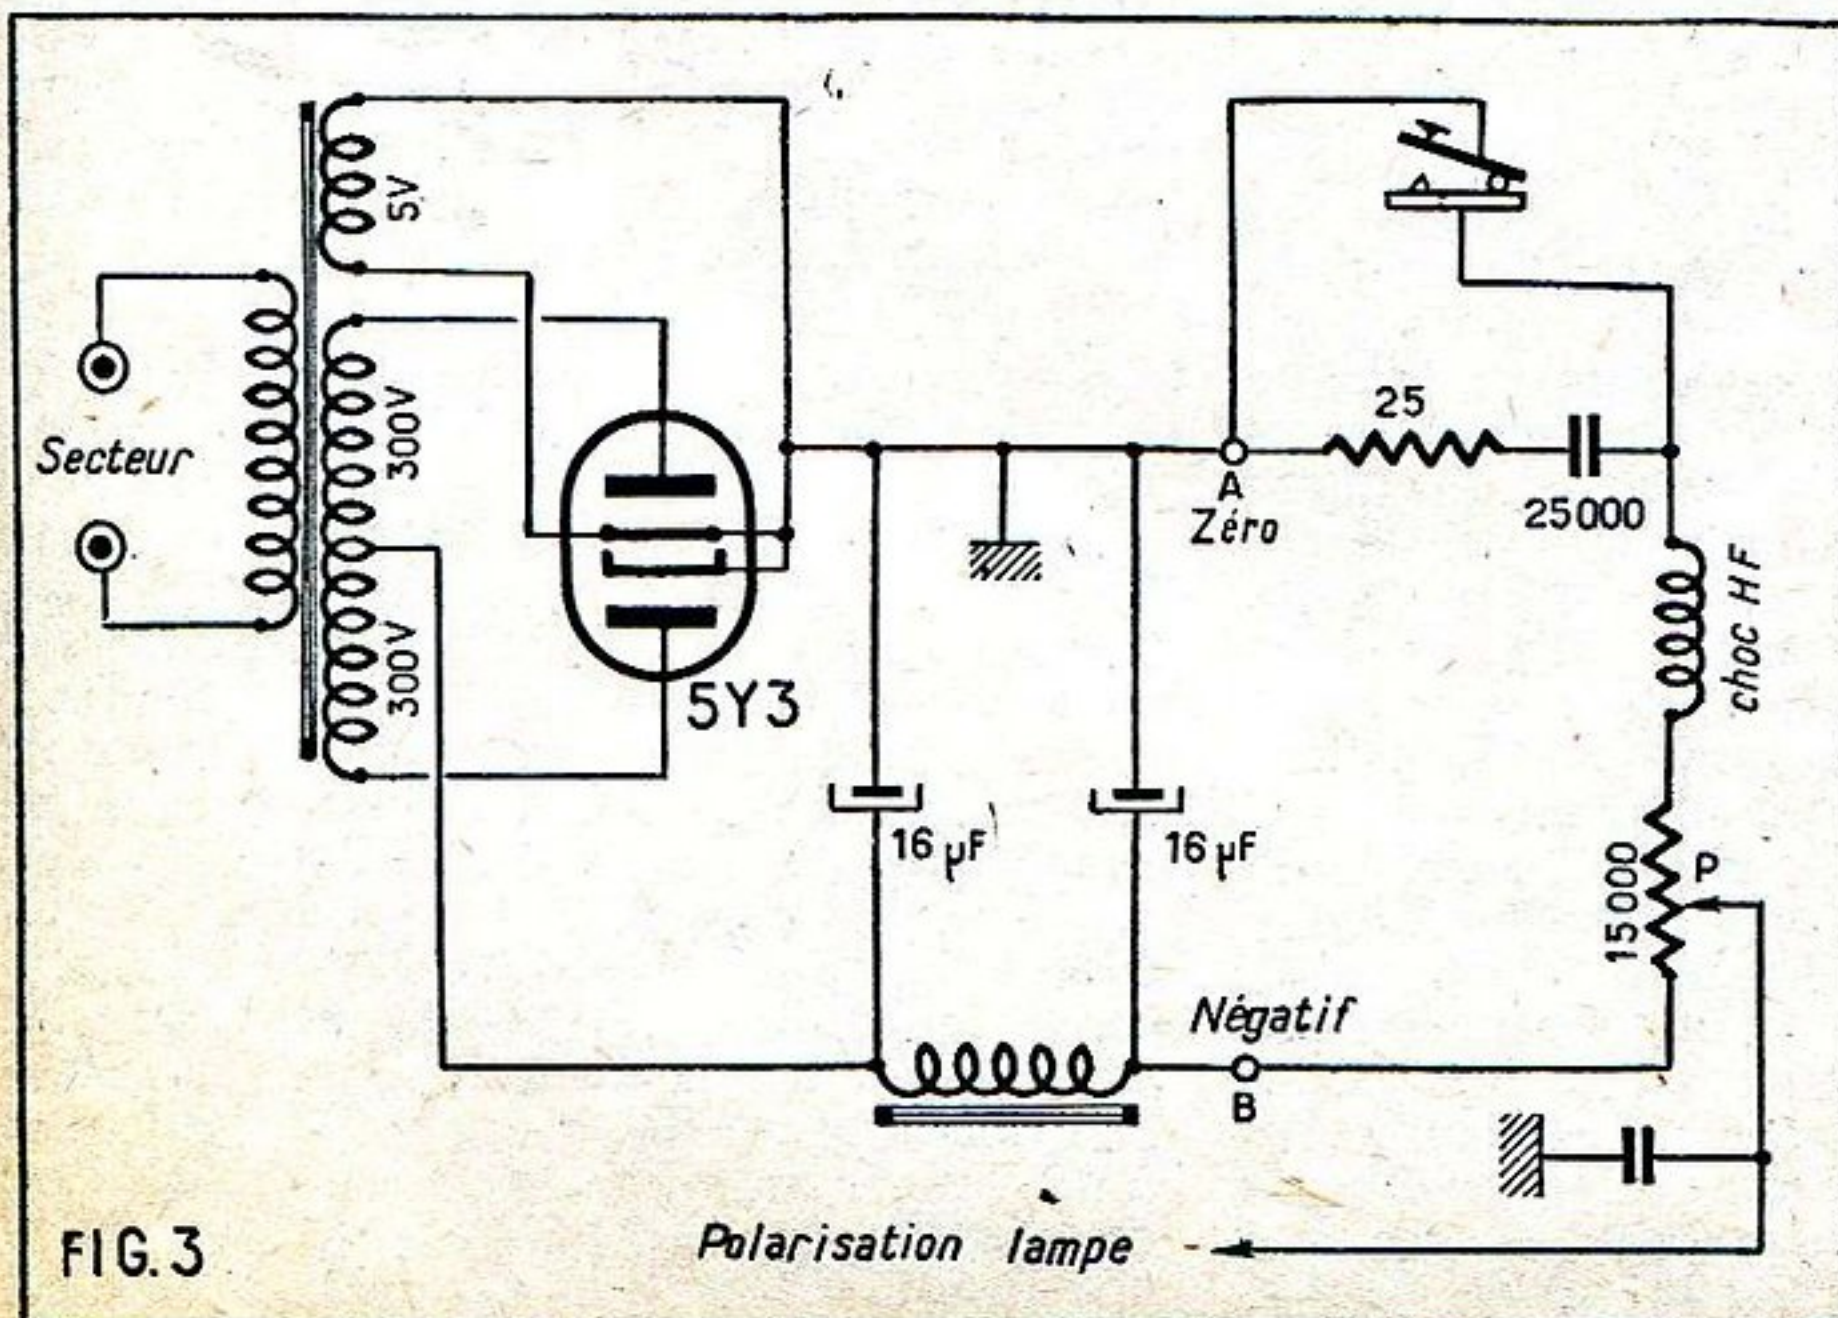 5V
Secteur
300V
300V
5Y3
16 µF
16 µF
A
Zéro
25
25000
choc HF
15000
P
Négatif
B
Polarisation lampe
FIG.3